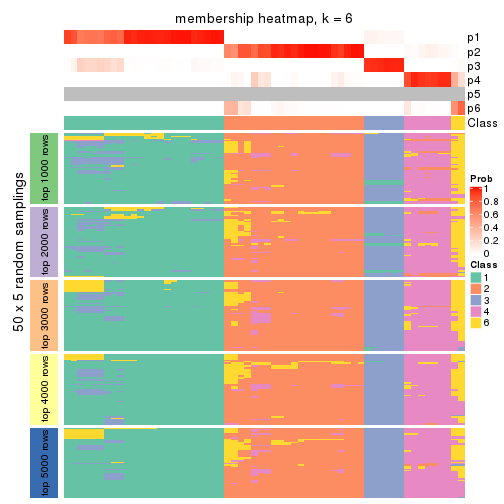 membership heatmap, k = 6
p1
p2
p3
p4
p5
p6
Class
50 x 5 random samplings
top 1000 rows
top 2000 rows
top 3000 rows
top 4000 rows
top 5000 rows
Prob
1
0.8
0.6
0.4
0.2
0
Class
1
2
3
4
6